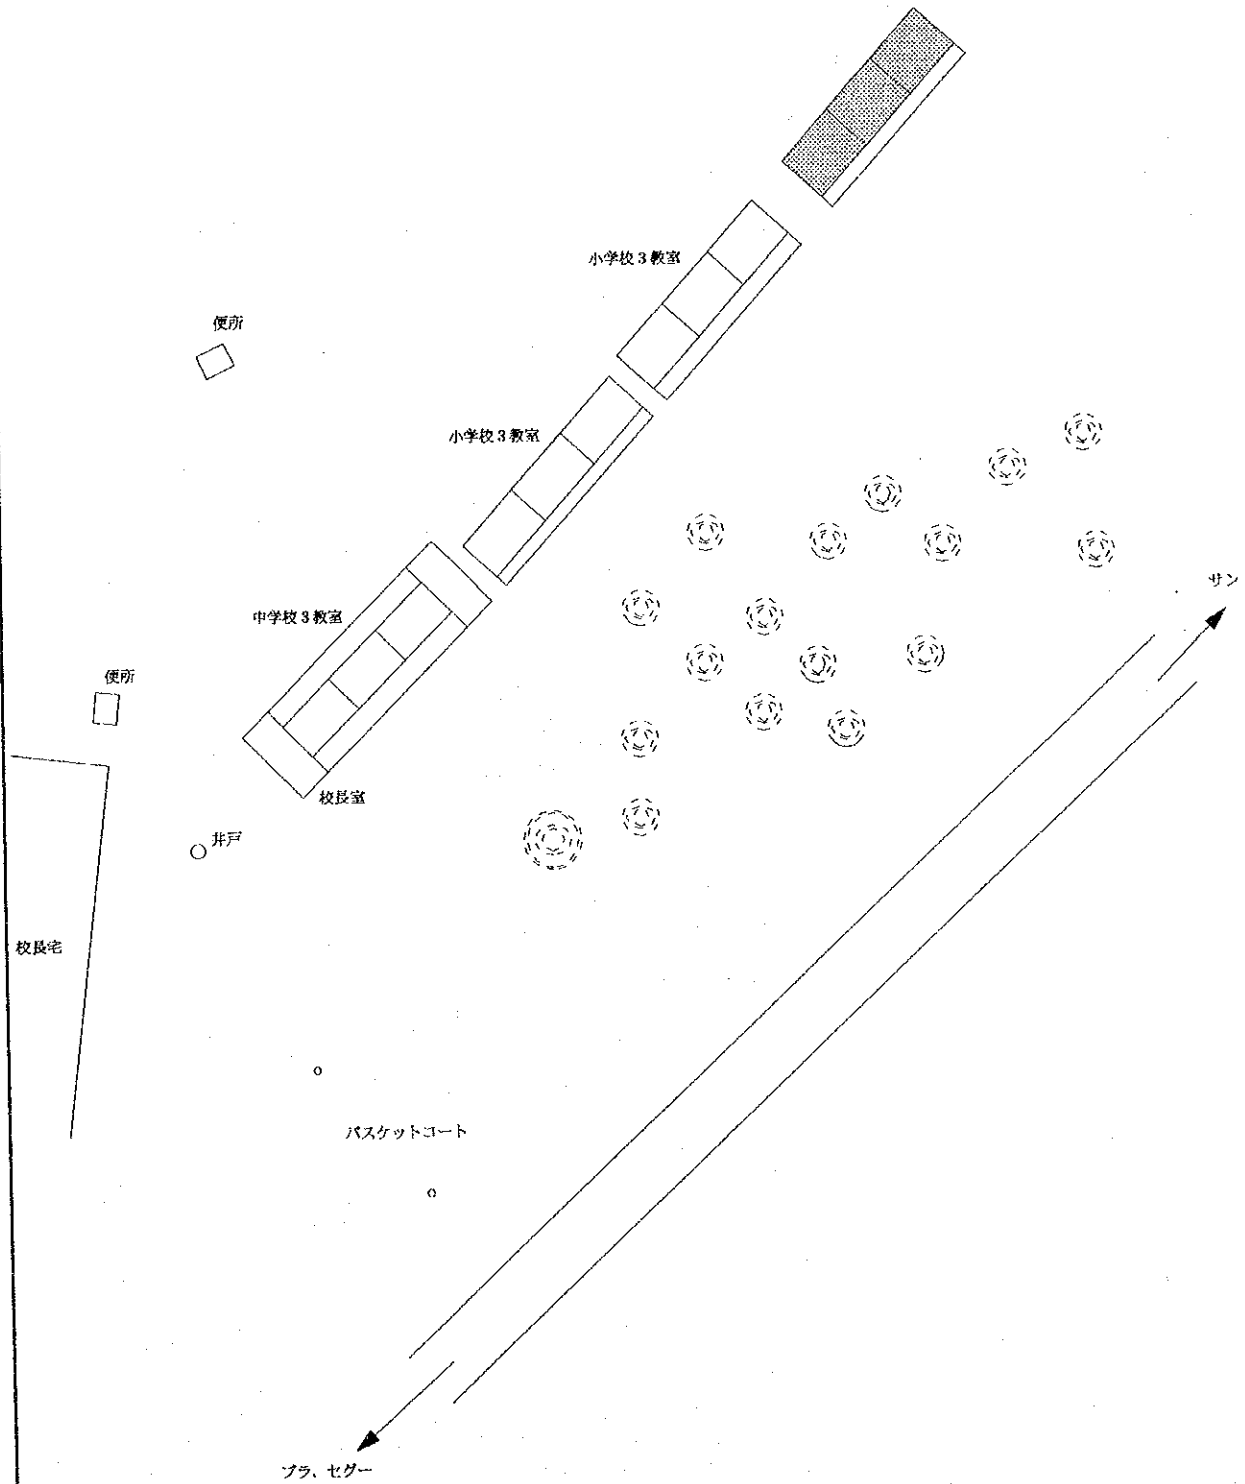 小学校3教室
便所
小学校3教室
サン
中学校3教室
便所
校長室
井戸
校長宅
バスケットコート
ブラ、セグー